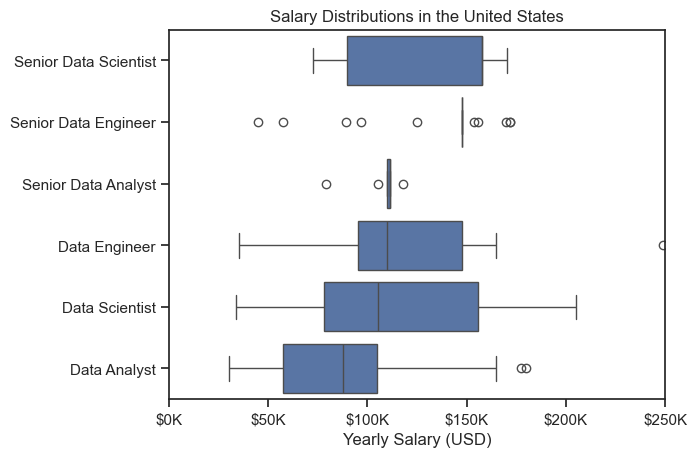 Salary Distributions in the United States
Senior Data Scientist
Senior Data Engineer
Senior Data Analyst
Data Engineer
Data Scientist
Data Analyst
$0K $50K $100K $150K $200K $250K
Yearly Salary (USD)